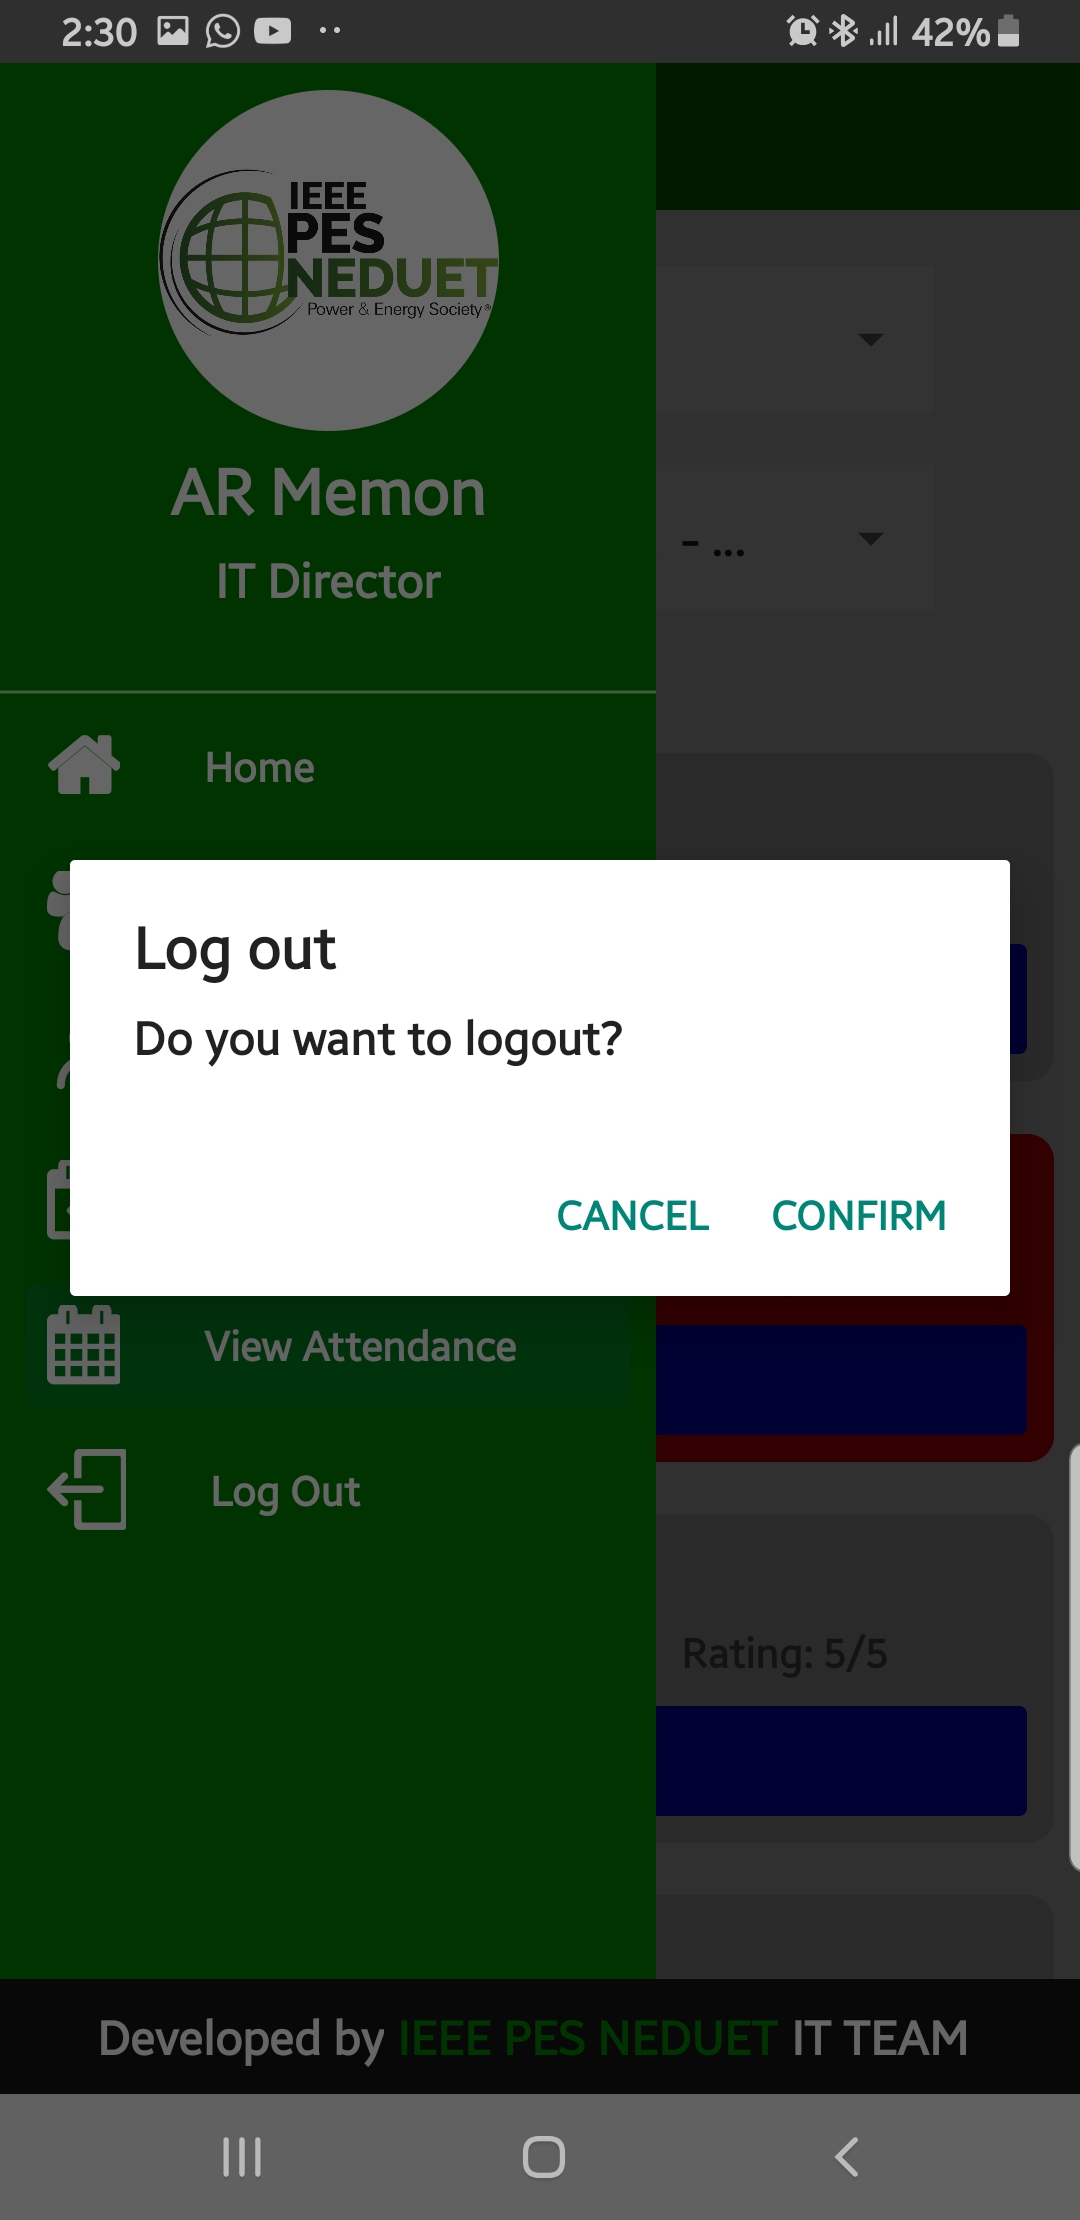 2:30
42%
IEEE
PES
NEDUET
Power & Energy Society®
AR Memon
IT Director
- ...
Home
Log out
Do you want to logout?
CANCEL CONFIRM
View Attendance
Log Out
Rating: 5/5
Developed by IEEE PES NEDUET IT TEAM